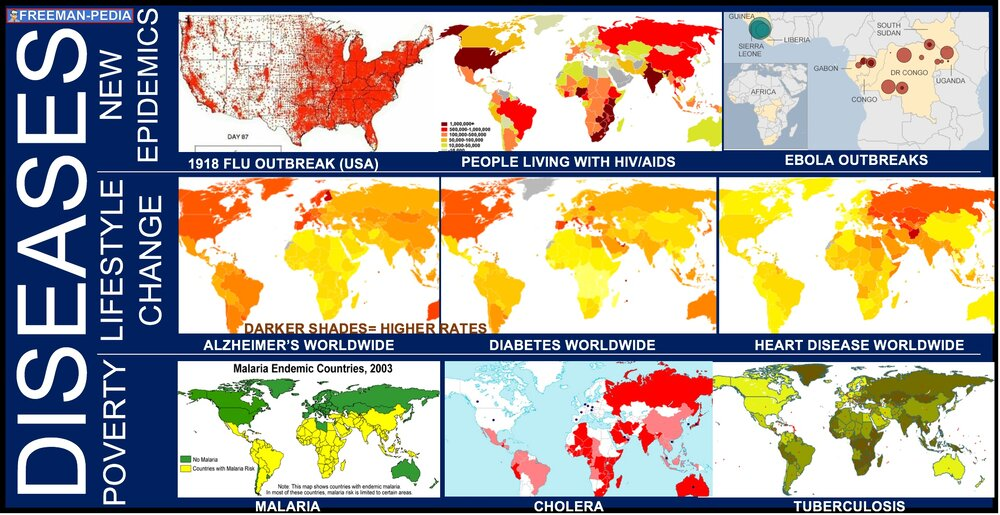 FREEMAN-PEDIA
DISEASES
NEW
EPIDEMICS
DAY 87
1918 FLU OUTBREAK (USA)
1,000,000+
500,000-1,000,000
100,000-500,000
50,000-100,000
10,000-50,000
PEOPLE LIVING WITH HIV/AIDS
GUINEA
SIERRA
LEONE
LIBERIA
SOUTH
SUDAN
GABON
DR CONGO
UGANDA
CONGO
AFRICA
EBOLA OUTBREAKS
LIFESTYLE
CHANGE
DARKER SHADES= HIGHER RATES
ALZHEIMER'S WORLDWIDE
DIABETES WORLDWIDE
HEART DISEASE WORLDWIDE
POVERTY
Malaria Endemic Countries, 2003
No Malaria
Countries with Malaria Risk
Note: This map shows countries with endemic malaria.
In most of these countries, malaria risk is limited to certain areas.
MALARIA
CHOLERA
TUBERCULOSIS